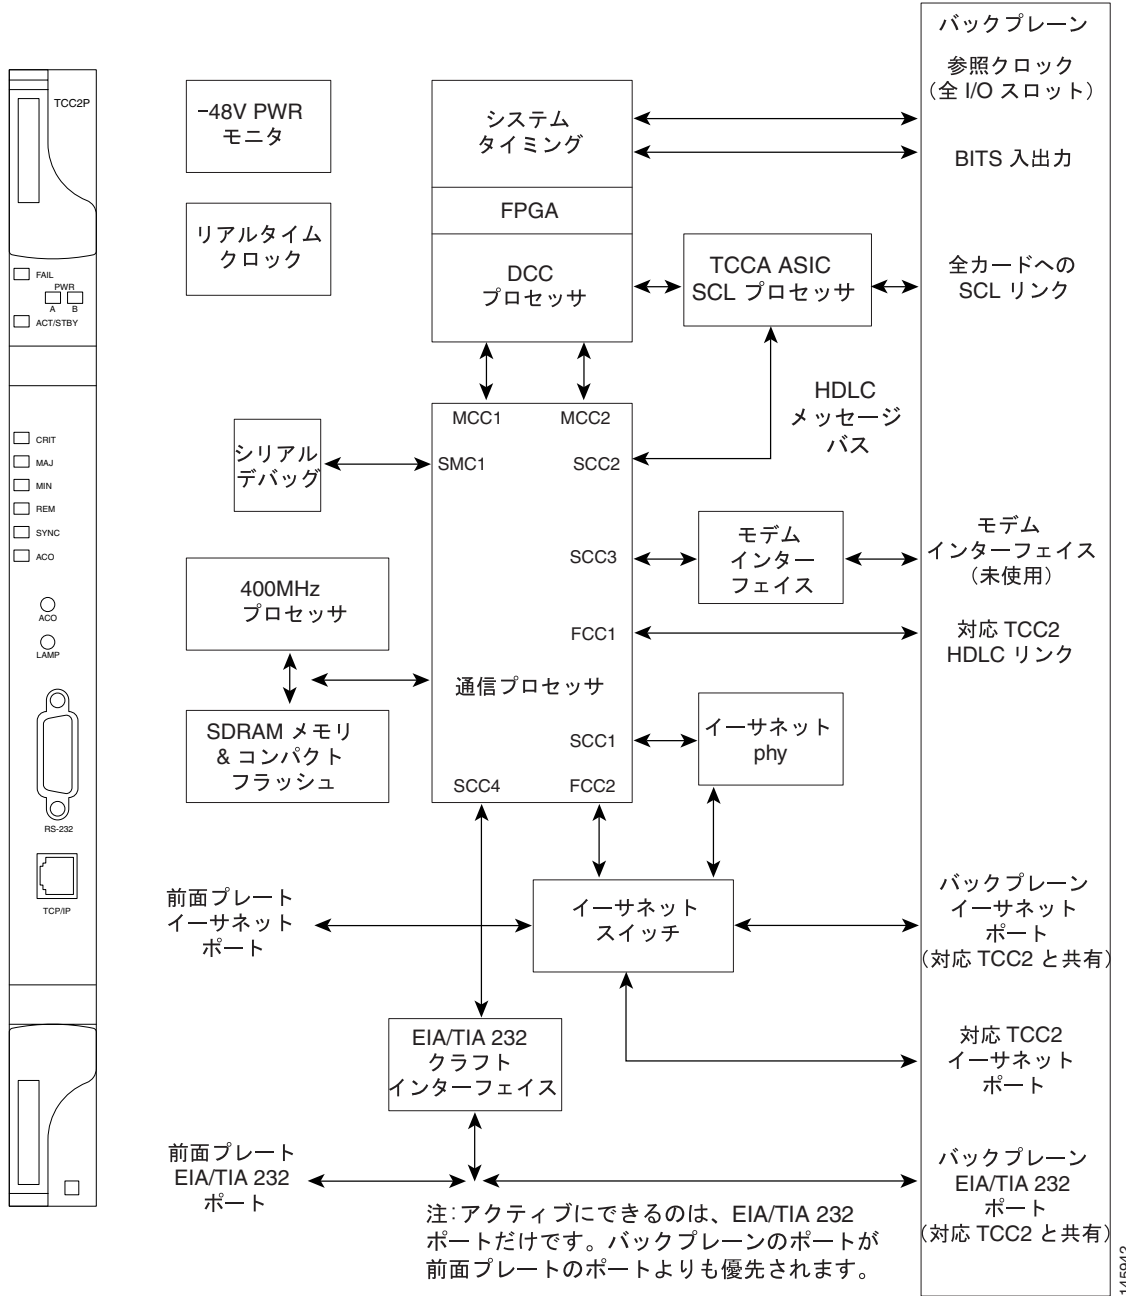 TCC2P
FAIL
PWR
A B
ACT/STBY
CRIT
MAJ
MIN
REM
SYNC
ACO
ACO
LAMP
RS-232
TCP/IP
−48V PWR
モニタ
リアルタイム
クロック
システム
タイミング
FPGA
DCC
プロセッサ
TCCA ASIC
SCL プロセッサ
HDLC
メッセージ
バス
シリアル
デバッグ
MCC1
MCC2
SMC1
SCC2
SCC3
FCC1
通信プロセッサ
SCC1
SCC4
FCC2
400MHz
プロセッサ
SDRAM メモリ
& コンパクト
フラッシュ
モデム
インター
フェイス
イーサネット
phy
前面プレート
イーサネット
ポート
イーサネット
スイッチ
EIA/TIA 232
クラフト
インターフェイス
前面プレート
EIA/TIA 232
ポート
注:アクティブにできるのは、EIA/TIA 232
ポートだけです。バックプレーンのポートが
前面プレートのポートよりも優先されます。
バックプレーン
参照クロック
(全 I/O スロット)
BITS 入出力
全カードへの
SCL リンク
モデム
インターフェイス
(未使用)
対応 TCC2
HDLC リンク
バックプレーン
イーサネット
ポート
(対応 TCC2 と共有)
対応 TCC2
イーサネット
ポート
バックプレーン
EIA/TIA 232
ポート
(対応 TCC2 と共有)
145942